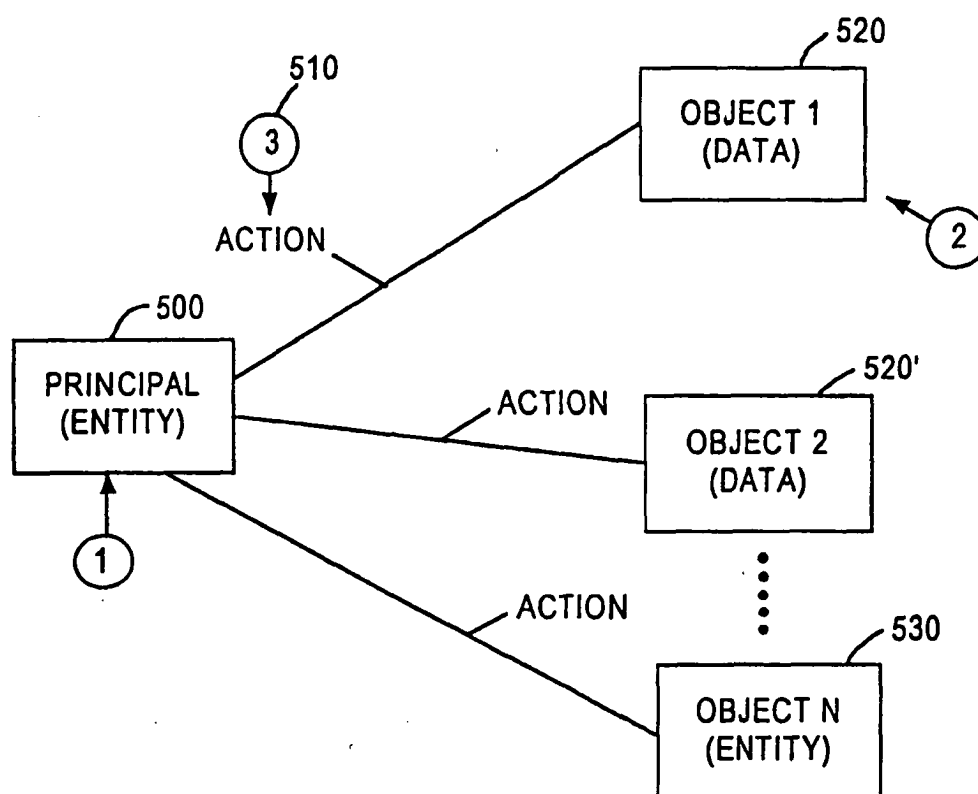 520
510
OBJECT 1
(DATA)
3
ACTION
2
500
PRINCIPAL
(ENTITY)
520'
ACTION
OBJECT 2
(DATA)
1
ACTION
530
OBJECT N
(ENTITY)